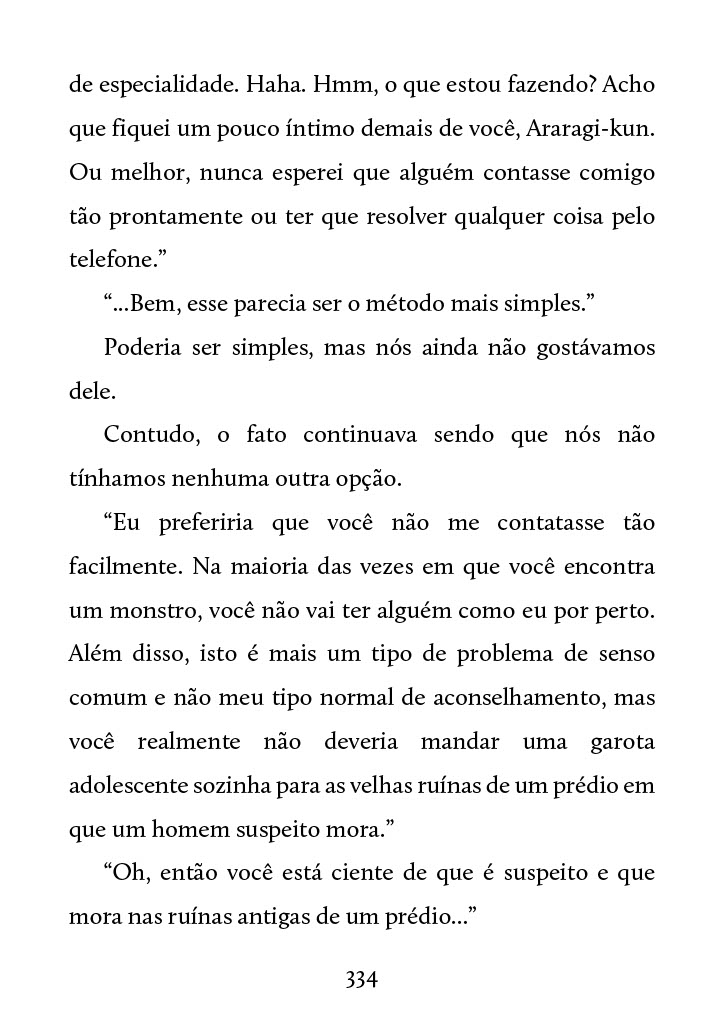 de especialidade. Haha. Hmm, o que estou fazendo? Acho
que fiquei um pouco íntimo demais de você, Araragi-kun.
Ou melhor, nunca esperei que alguém contasse comigo
tão prontamente ou ter que resolver qualquer coisa pelo
telefone.”
“...Bem, esse parecia ser o método mais simples.”
Poderia ser simples, mas nós ainda não gostávamos
dele.
Contudo, o fato continuava sendo que nós não
tínhamos nenhuma outra opção.
“Eu preferiria que você não me contatasse tão
facilmente. Na maioria das vezes em que você encontra
um monstro, você não vai ter alguém como eu por perto.
Além disso, isto é mais um tipo de problema de senso
comum e não meu tipo normal de aconselhamento, mas
você realmente não deveria mandar uma garota
adolescente sozinha para as velhas ruínas de um prédio em
que um homem suspeito mora.”
“Oh, então você está ciente de que é suspeito e que
mora nas ruínas antigas de um prédio...”
334